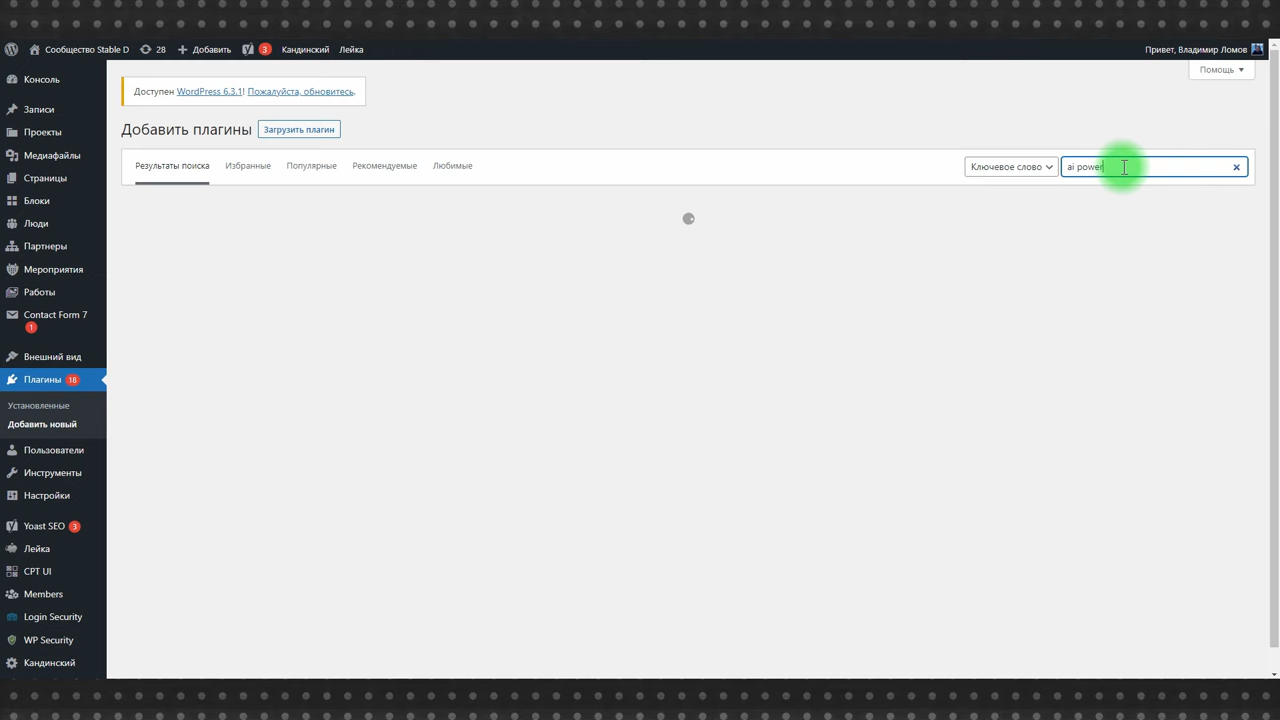 Сообщество Stable D
28
Добавить
3
Кандинский
Лейка
Привет, Владимир Ломов
Консоль
Записи
Проекты
Медиафайлы
Страницы
Блоки
Люди
Партнеры
Мероприятия
Работы
Contact Form 7
1
Внешний вид
Плагины 18
Установленные
Добавить новый
Пользователи
Инструменты
Настройки
Yoast SEO 3
Лейка
CPT UI
Members
Login Security
WP Security
Кандинский
Помощь
Доступен WordPress 6.3.1! Пожалуйста, обновитесь.
Добавить плагины Загрузить плагин
Результаты поиска Избранные Популярные Рекомендуемые Любимые Ключевое слово ai power